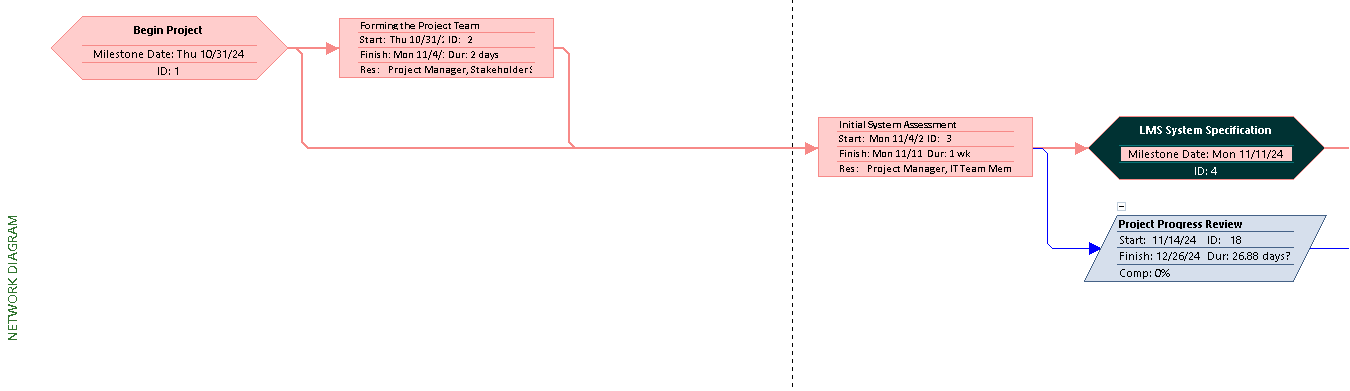 Begin Project
Milestone Date: Thu 10/31/24
ID: 1
Forming the Project Team
Start: Thu 10/31/ ID: 2
Finish: Mon 11/4/ Dur: 2 days
Res: Project Manager, Stakeholders
Initial System Assessment
Start: Mon 11/4/2 ID: 3
Finish: Mon 11/11 Dur: 1 wk
Res: Project Manager, IT Team Mem
LMS System Specification
Milestone Date: Mon 11/11/24
ID: 4
Project Progress Review
Start: 11/14/24 ID: 18
Finish: 12/26/24 Dur: 26.88 days?
Comp: 0%
NETWORK DIAGRAM